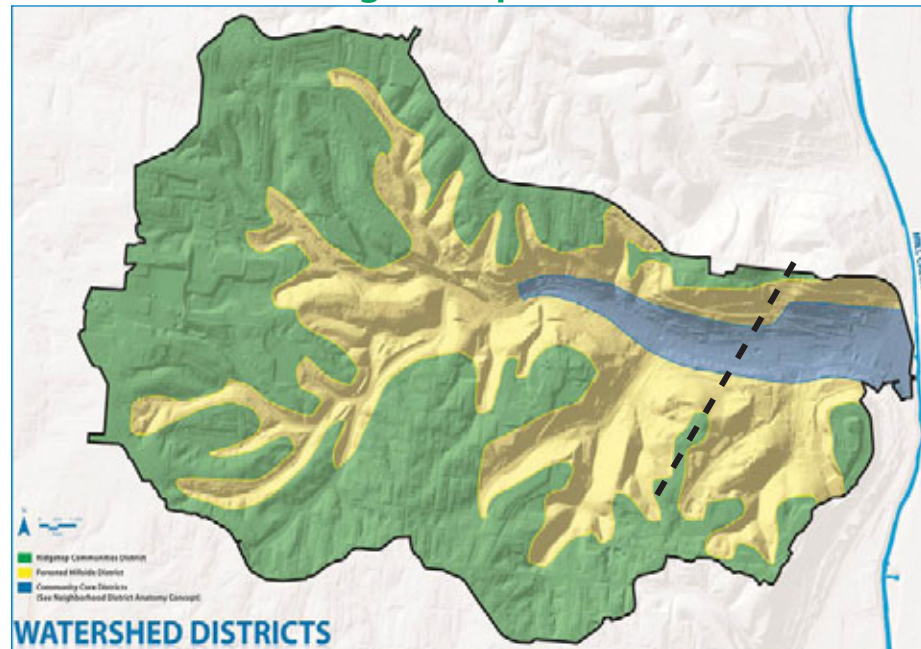 N
Ridgetop Communities District
Forested Hillside District
Community Core Districts
(See Neighborhood District Anatomy Concept)
WATERSHED DISTRICTS